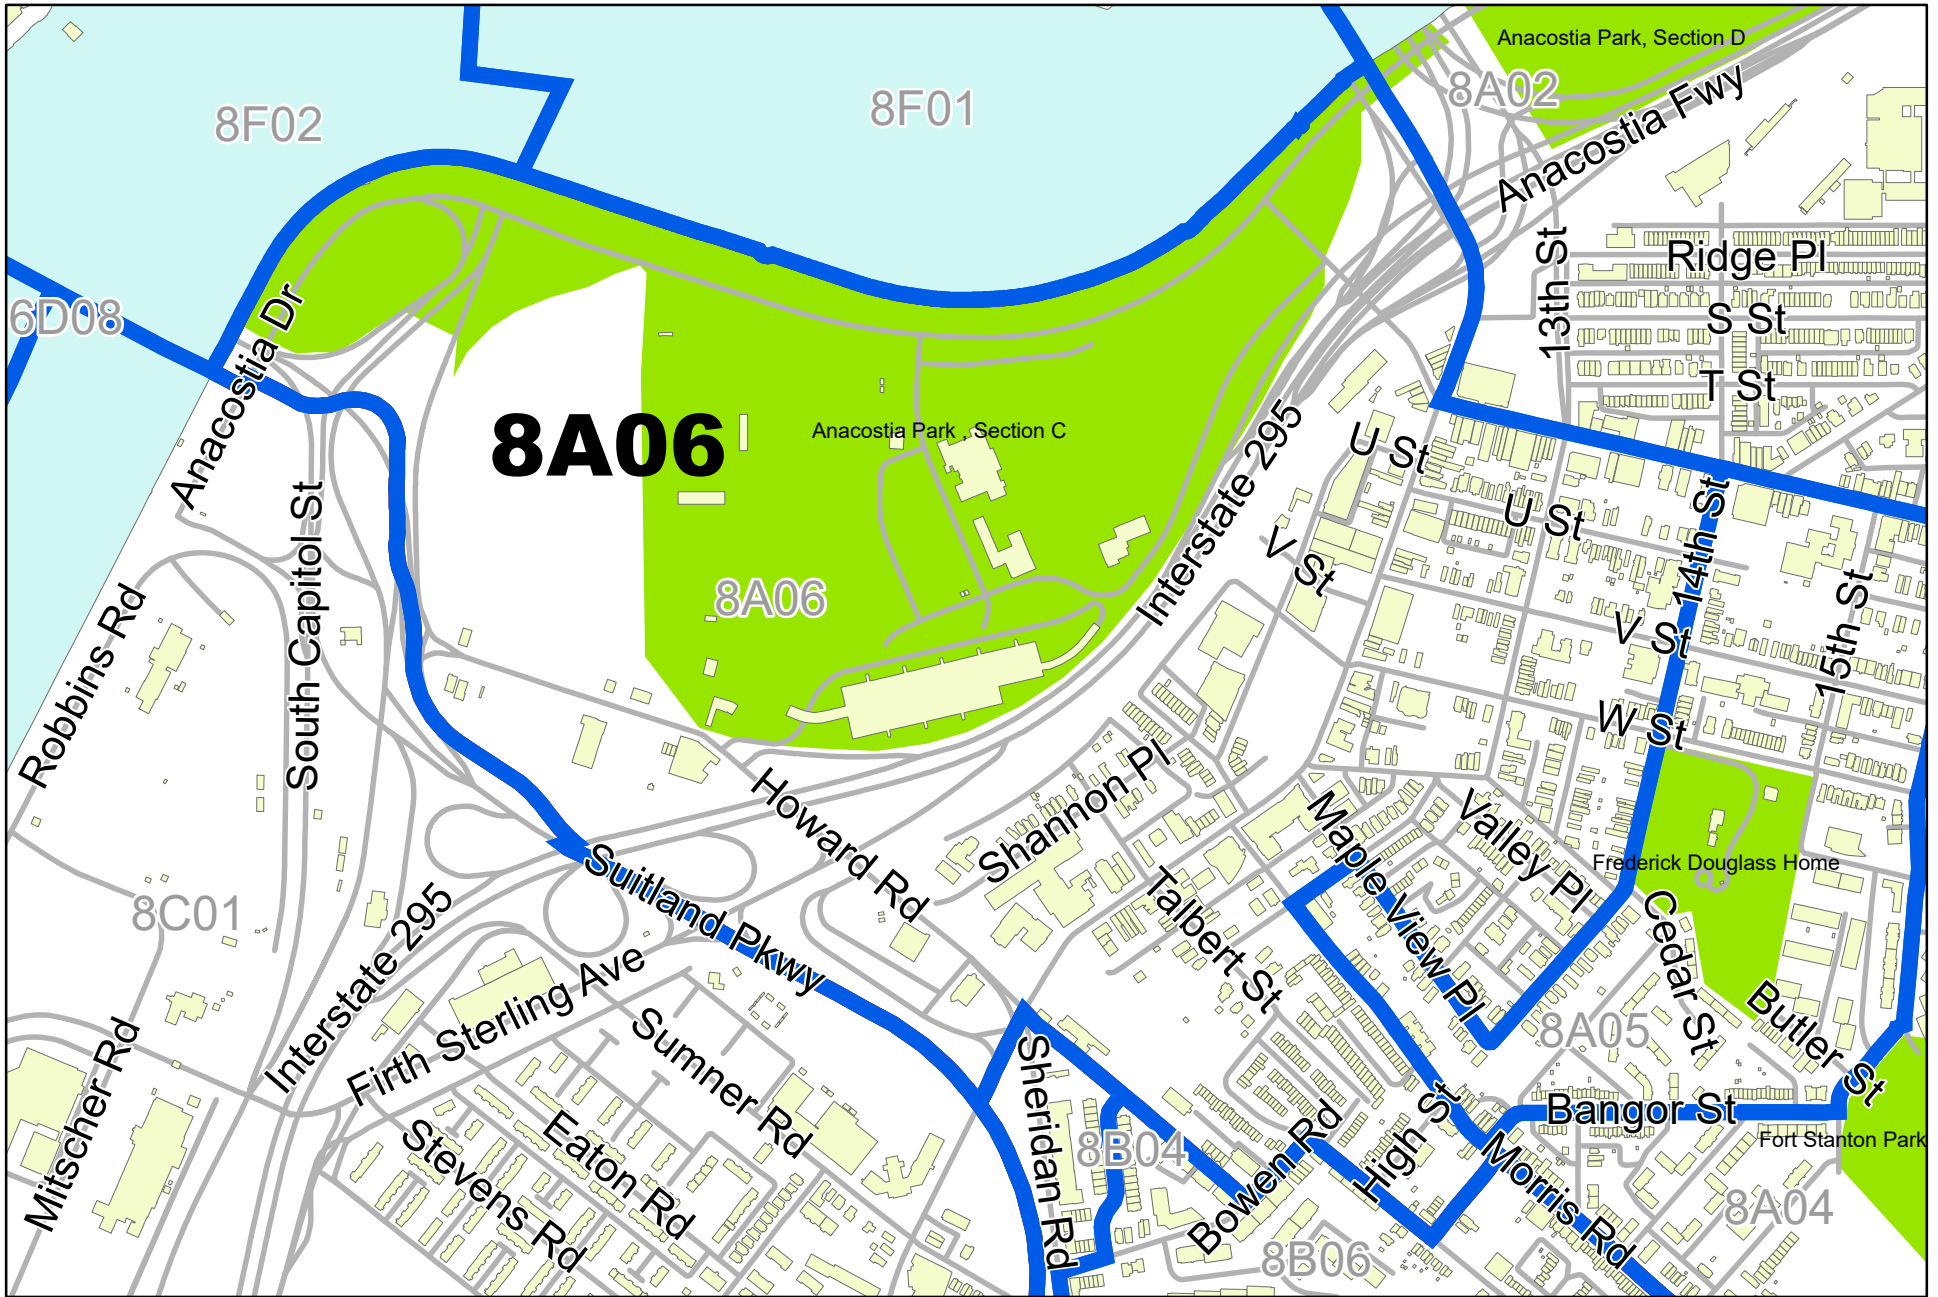 Anacostia Park, Section D
8A02
8F01
8F02
Anacostia Fwy
13th St
Ridge Pl
6D08
S St
Anacostia Dr
T St
8A06
Anacostia Park , Section C
U St
Interstate 295
U St
14th St
V St
South Capitol St
8A06
15th St
V St
Robbins Rd
W St
Howard Rd
Shannon Pl
Maple View Pl
Valley Pl
Frederick Douglass Home
Suitland Pkwy
Talbert St
Cedar St
8C01
Interstate 295
Firth Sterling Ave
Sumner Rd
Butler St
8A05
Mitscher Rd
Sheridan Rd
High St
Bangor St
Stevens Rd
Eaton Rd
8B04
Bowen Rd
Morris Rd
Fort Stanton Park
8A04
8B06